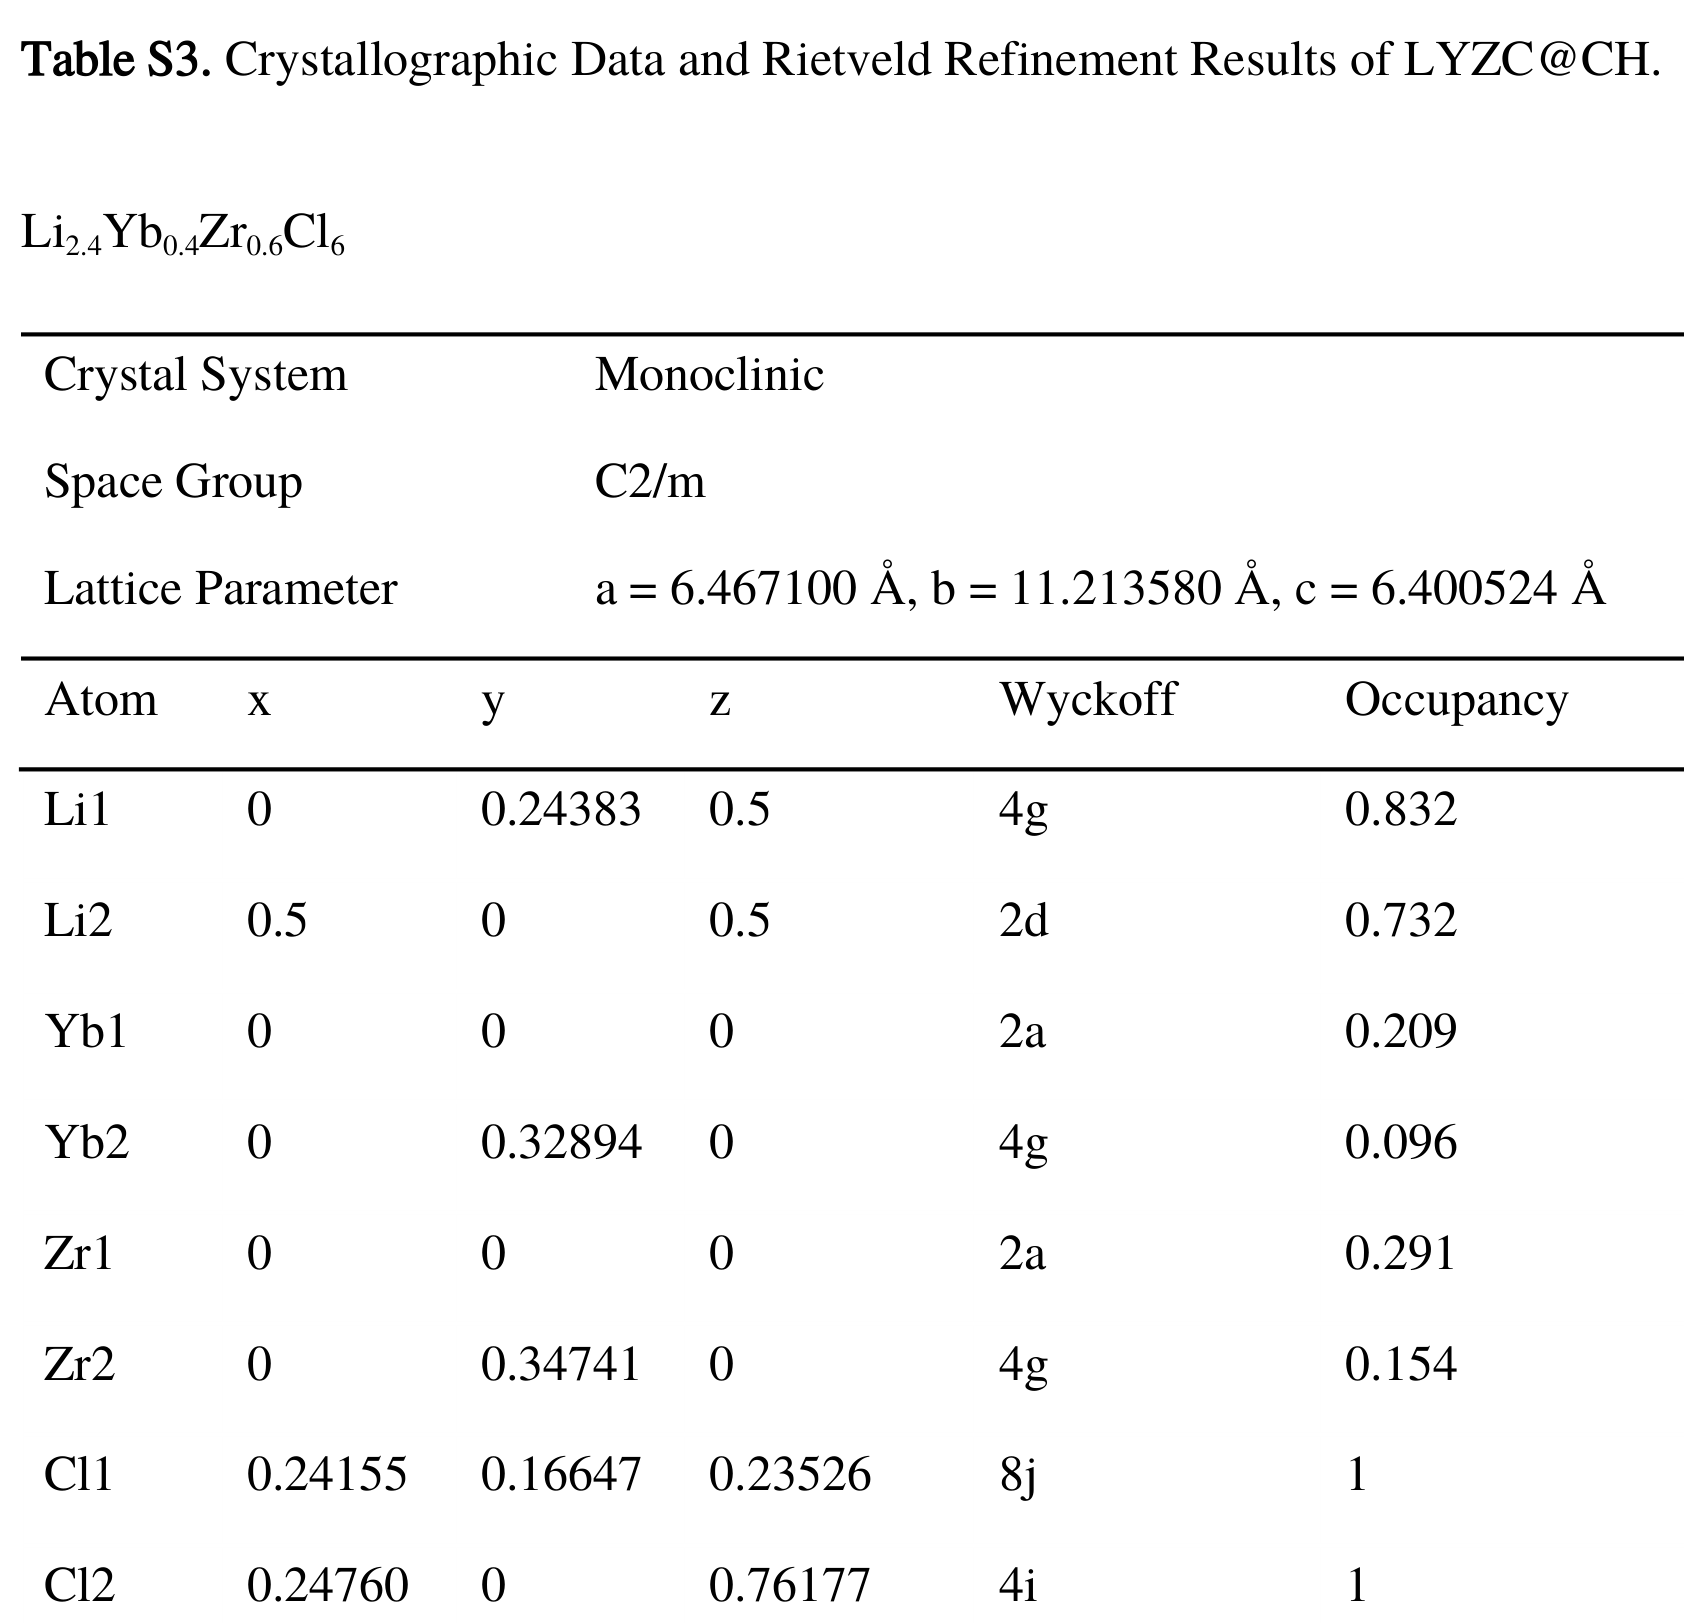 Table S3. Crystallographic Data and Rietveld Refinement Results of LYZC@CH.
Li2.4Yb0.4Zr0.6Cl6
Crystal System Monoclinic
Space Group C2/m
Lattice Parameter a = 6.467100 Å, b = 11.213580 Å, c = 6.400524 Å
Atom x y z Wyckoff Occupancy
Li1 0 0.24383 0.5 4g 0.832
Li2 0.5 0 0.5 2d 0.732
Yb1 0 0 0 2a 0.209
Yb2 0 0.32894 0 4g 0.096
Zr1 0 0 0 2a 0.291
Zr2 0 0.34741 0 4g 0.154
Cl1 0.24155 0.16647 0.23526 8j 1
Cl2 0.24760 0 0.76177 4i 1